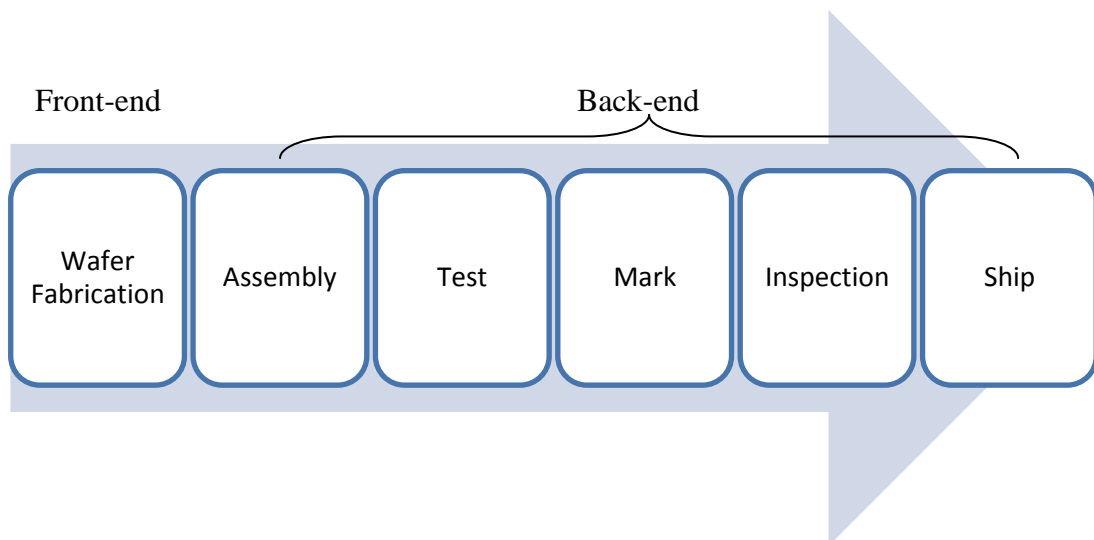 Front-end
Back-end
Wafer
Fabrication
Assembly
Test
Mark
Inspection
Ship